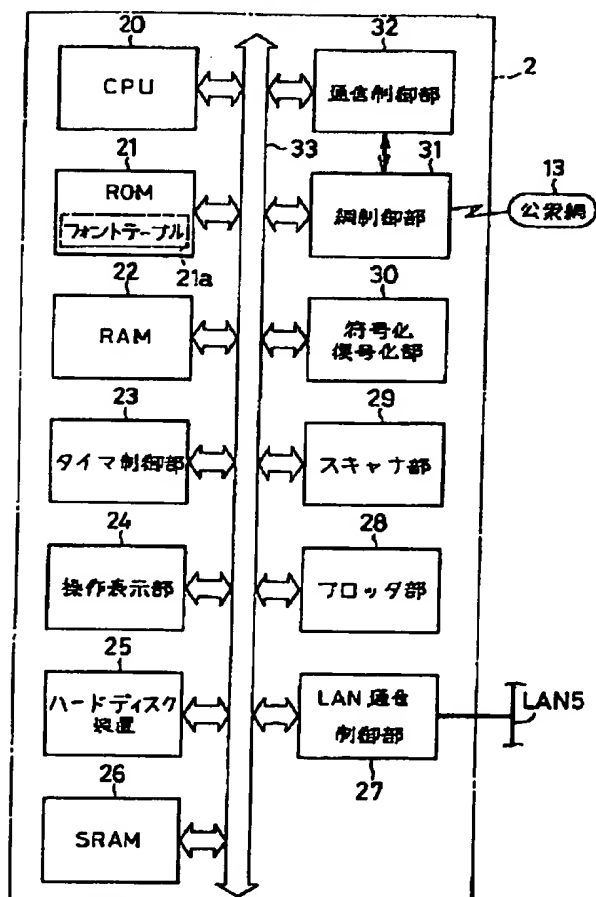 20
CPU
32
通信制御部
2
33
21
ROM
フォントテーブル
21a
31
網制御部
13
公衆網
22
RAM
30
符号化
復号化部
23
タイマ制御部
29
スキャナ部
24
操作表示部
28
プロッタ部
25
ハードディスク
装置
LAN通信
制御部
27
LAN5
26
SRAM